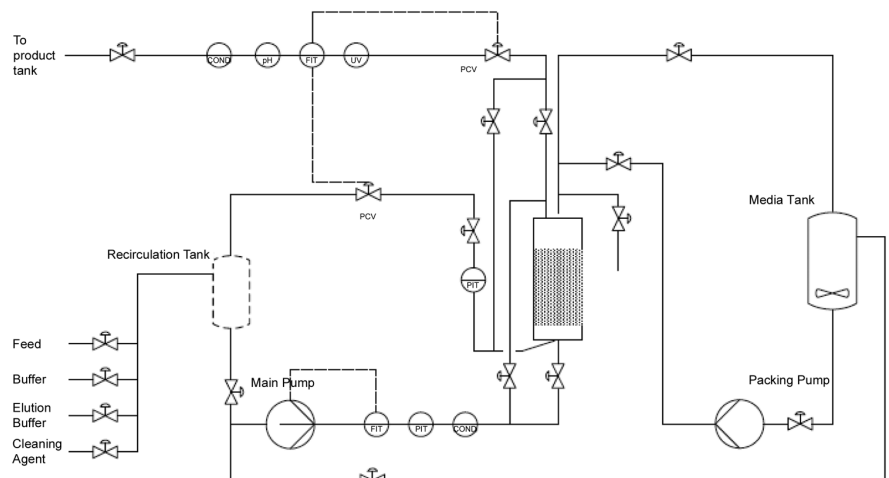 To
product
tank
COND
pH
FIT
UV
PCV
PCV
Media Tank
Recirculation Tank
PIT
Feed
Buffer
Main Pump
Packing Pump
Elution
Buffer
FIT
PIT
COND
Cleaning
Agent